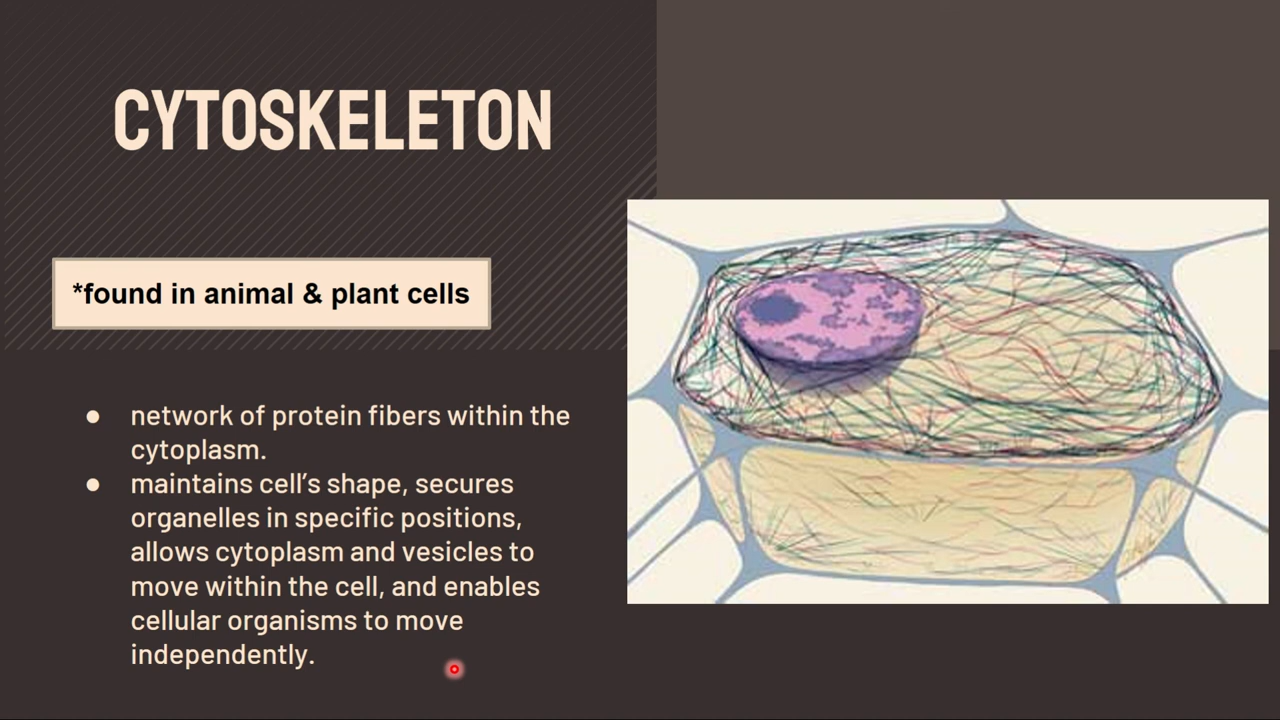 CYTOSKELETON
*found in animal & plant cells
● network of protein fibers within the
cytoplasm.
● maintains cell’s shape, secures
organelles in specific positions,
allows cytoplasm and vesicles to
move within the cell, and enables
cellular organisms to move
independently.